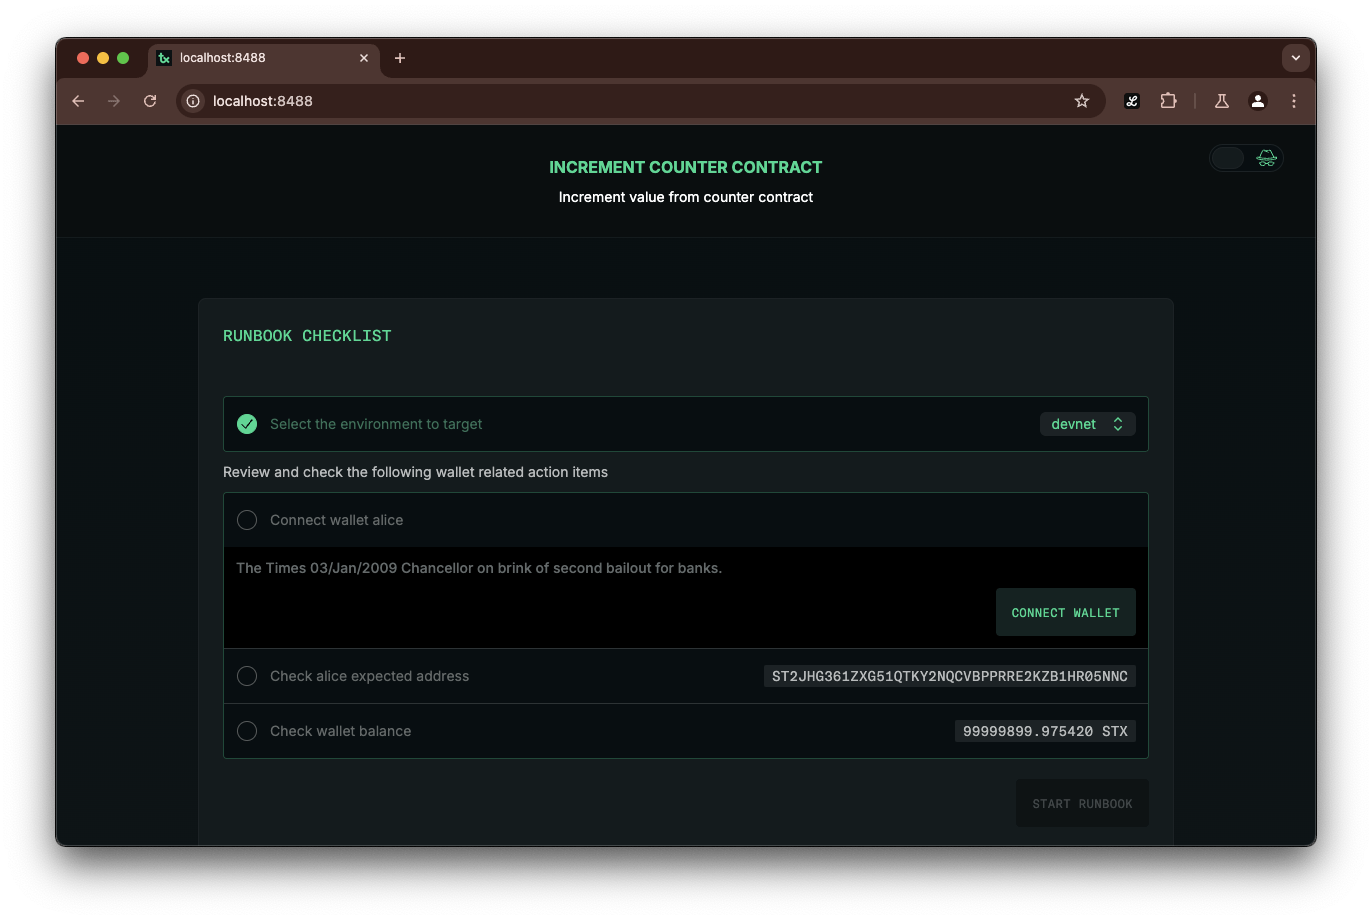 tx localhost:8488
localhost:8488
INCREMENT COUNTER CONTRACT
Increment value from counter contract
RUNBOOK CHECKLIST
Select the environment to target devnet
Review and check the following wallet related action items
Connect wallet alice
The Times 03/Jan/2009 Chancellor on brink of second bailout for banks.
CONNECT WALLET
Check alice expected address ST2JHG361ZXG51QTKY2NQCVBPPRRE2KZB1HR05NNC
Check wallet balance 99999899.975420 STX
START RUNBOOK